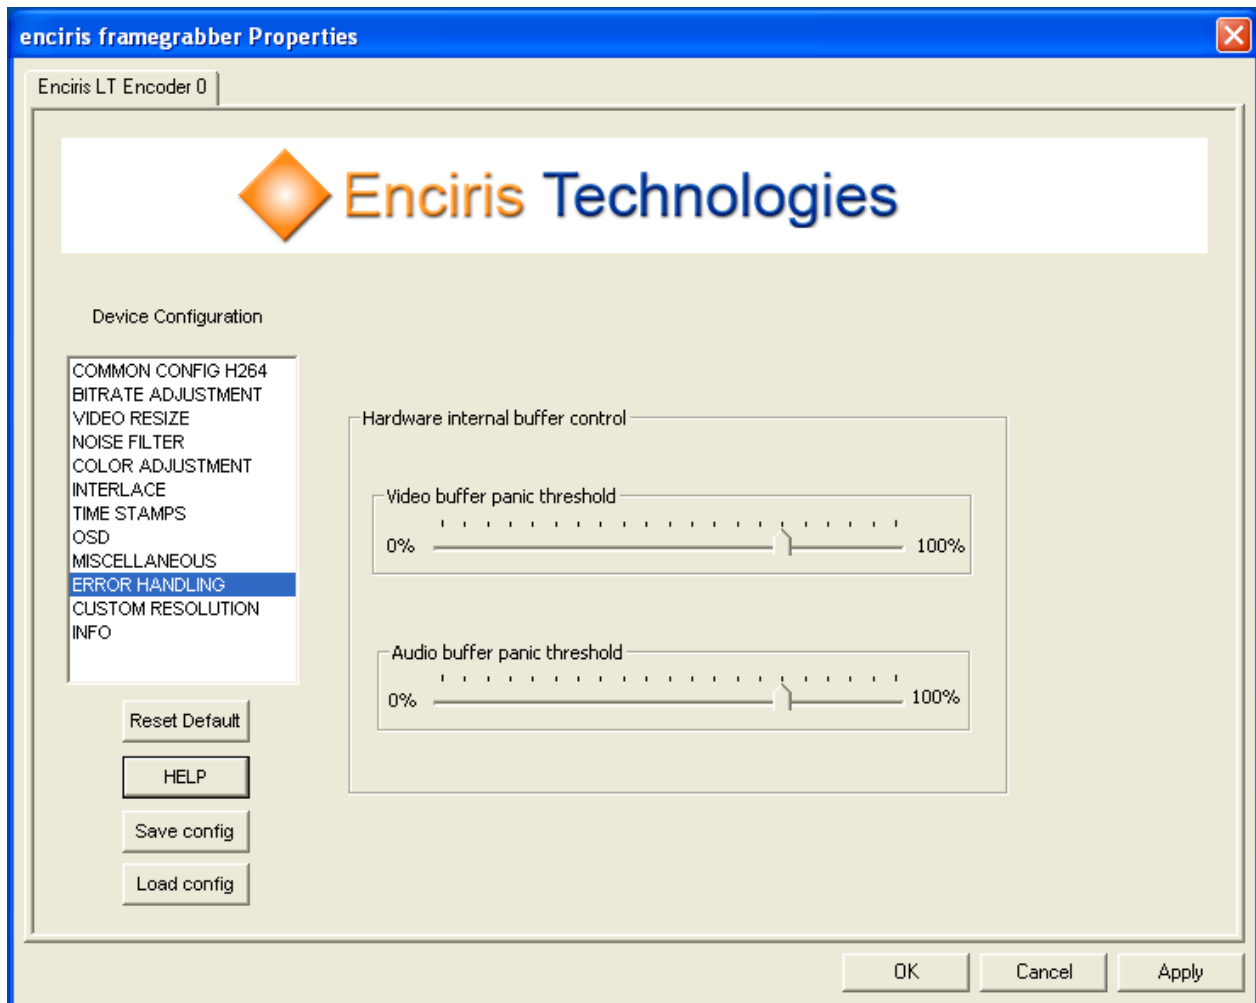 enciris framegrabber Properties
Enciris LT Encoder 0
Enciris Technologies
Device Configuration
COMMON CONFIG H264
BITRATE ADJUSTMENT
VIDEO RESIZE
NOISE FILTER
COLOR ADJUSTMENT
INTERLACE
TIME STAMPS
OSD
MISCELLANEOUS
ERROR HANDLING
CUSTOM RESOLUTION
INFO
Reset Default
HELP
Save config
Load config
Hardware internal buffer control
Video buffer panic threshold
0% 100%
Audio buffer panic threshold
0% 100%
OK Cancel Apply